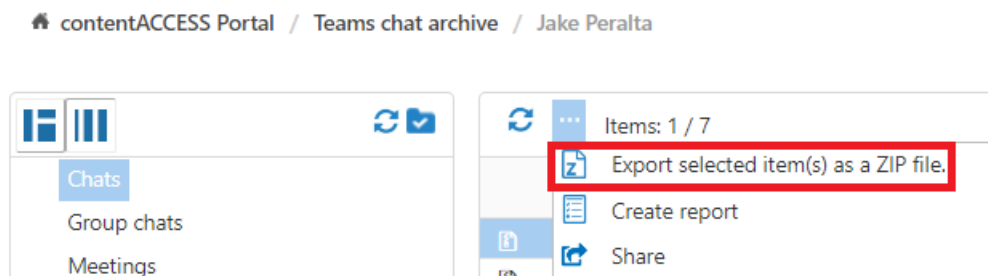 contentACCESS Portal / Teams chat archive / Jake Peralta
Items: 1 / 7
Chats
Group chats
Meetings
Export selected item(s) as a ZIP file.
Create report
Share